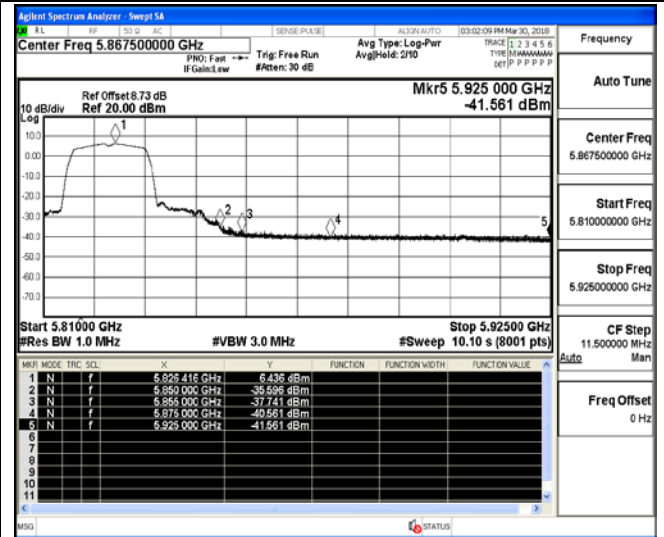 Agilent Spectrum Analyzer - Swept SA
RL RF 50 Ω AC SENSE:PULSE ALIGN AUTO 03:02:09 PM Mar 30, 2018
Center Freq 5.867500000 GHz
PNO: Fast
IFGain:Low
Trig: Free Run
#Atten: 30 dB
Avg Type: Log-Pwr
Avg|Hold: 2/10
TRACE 1 2 3 4 5 6
TYPE MWWWWW
DET P P P P P P
Ref Offset 8.73 dB
10 dB/div Ref 20.00 dBm
Mkr5 5.925 000 GHz
-41.561 dBm
Log
10.0
0.00
-10.0
-20.0
-30.0
-40.0
-50.0
-60.0
-70.0
1
2
3
4
5
Start 5.81000 GHz
Stop 5.92500 GHz
#Res BW 1.0 MHz
#VBW 3.0 MHz
#Sweep 10.10 s (8001 pts)
MKR MODE TRC SCL X Y FUNCTION FUNCTION WIDTH FUNCTION VALUE
1 N f 5.826 416 GHz 6.436 dBm
2 N f 5.850 000 GHz -35.596 dBm
3 N f 5.855 000 GHz -37.741 dBm
4 N f 5.875 000 GHz -40.561 dBm
5 N f 5.925 000 GHz -41.561 dBm
6
7
8
9
10
11
MSG
STATUS
Frequency
Auto Tune
Center Freq
5.867500000 GHz
Start Freq
5.810000000 GHz
Stop Freq
5.925000000 GHz
CF Step
11.500000 MHz
Auto Man
Freq Offset
0 Hz